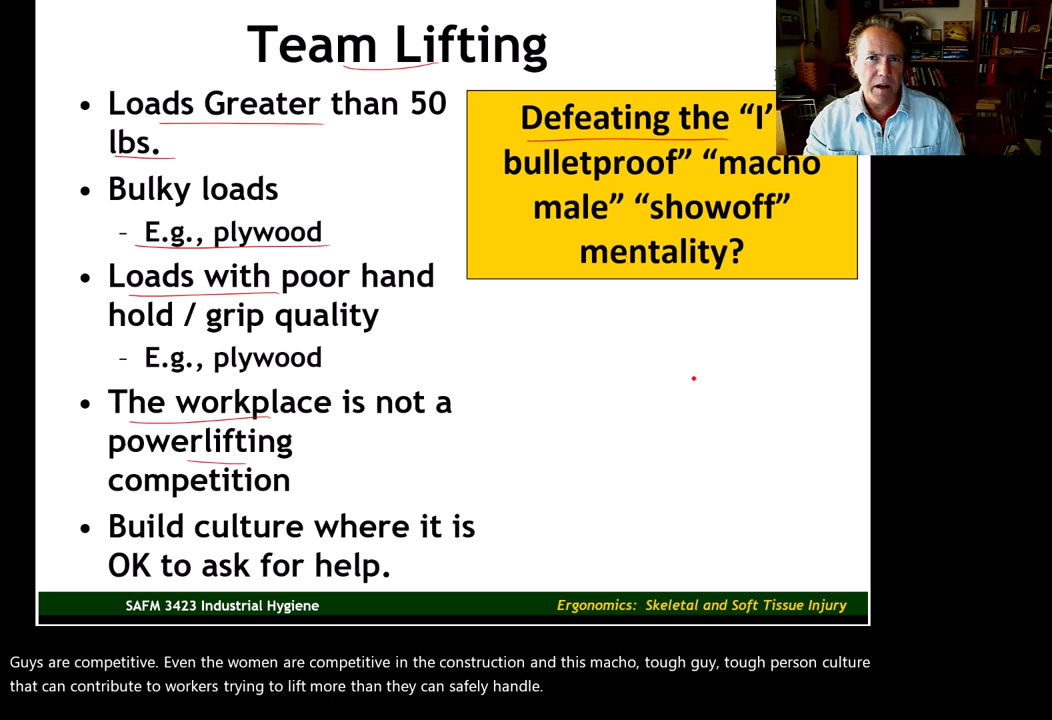 Team Lifting
• Loads Greater than 50
lbs.
• Bulky loads
– E.g., plywood
• Loads with poor hand
hold / grip quality
– E.g., plywood
• The workplace is not a
powerlifting
competition
• Build culture where it is
OK to ask for help.
Defeating the “I’
bulletproof” “macho
male” “showoff”
mentality?
SAFM 3423 Industrial Hygiene
Ergonomics: Skeletal and Soft Tissue Injury
Guys are competitive. Even the women are competitive in the construction and this macho, tough guy, tough person culture
that can contribute to workers trying to lift more than they can safely handle.